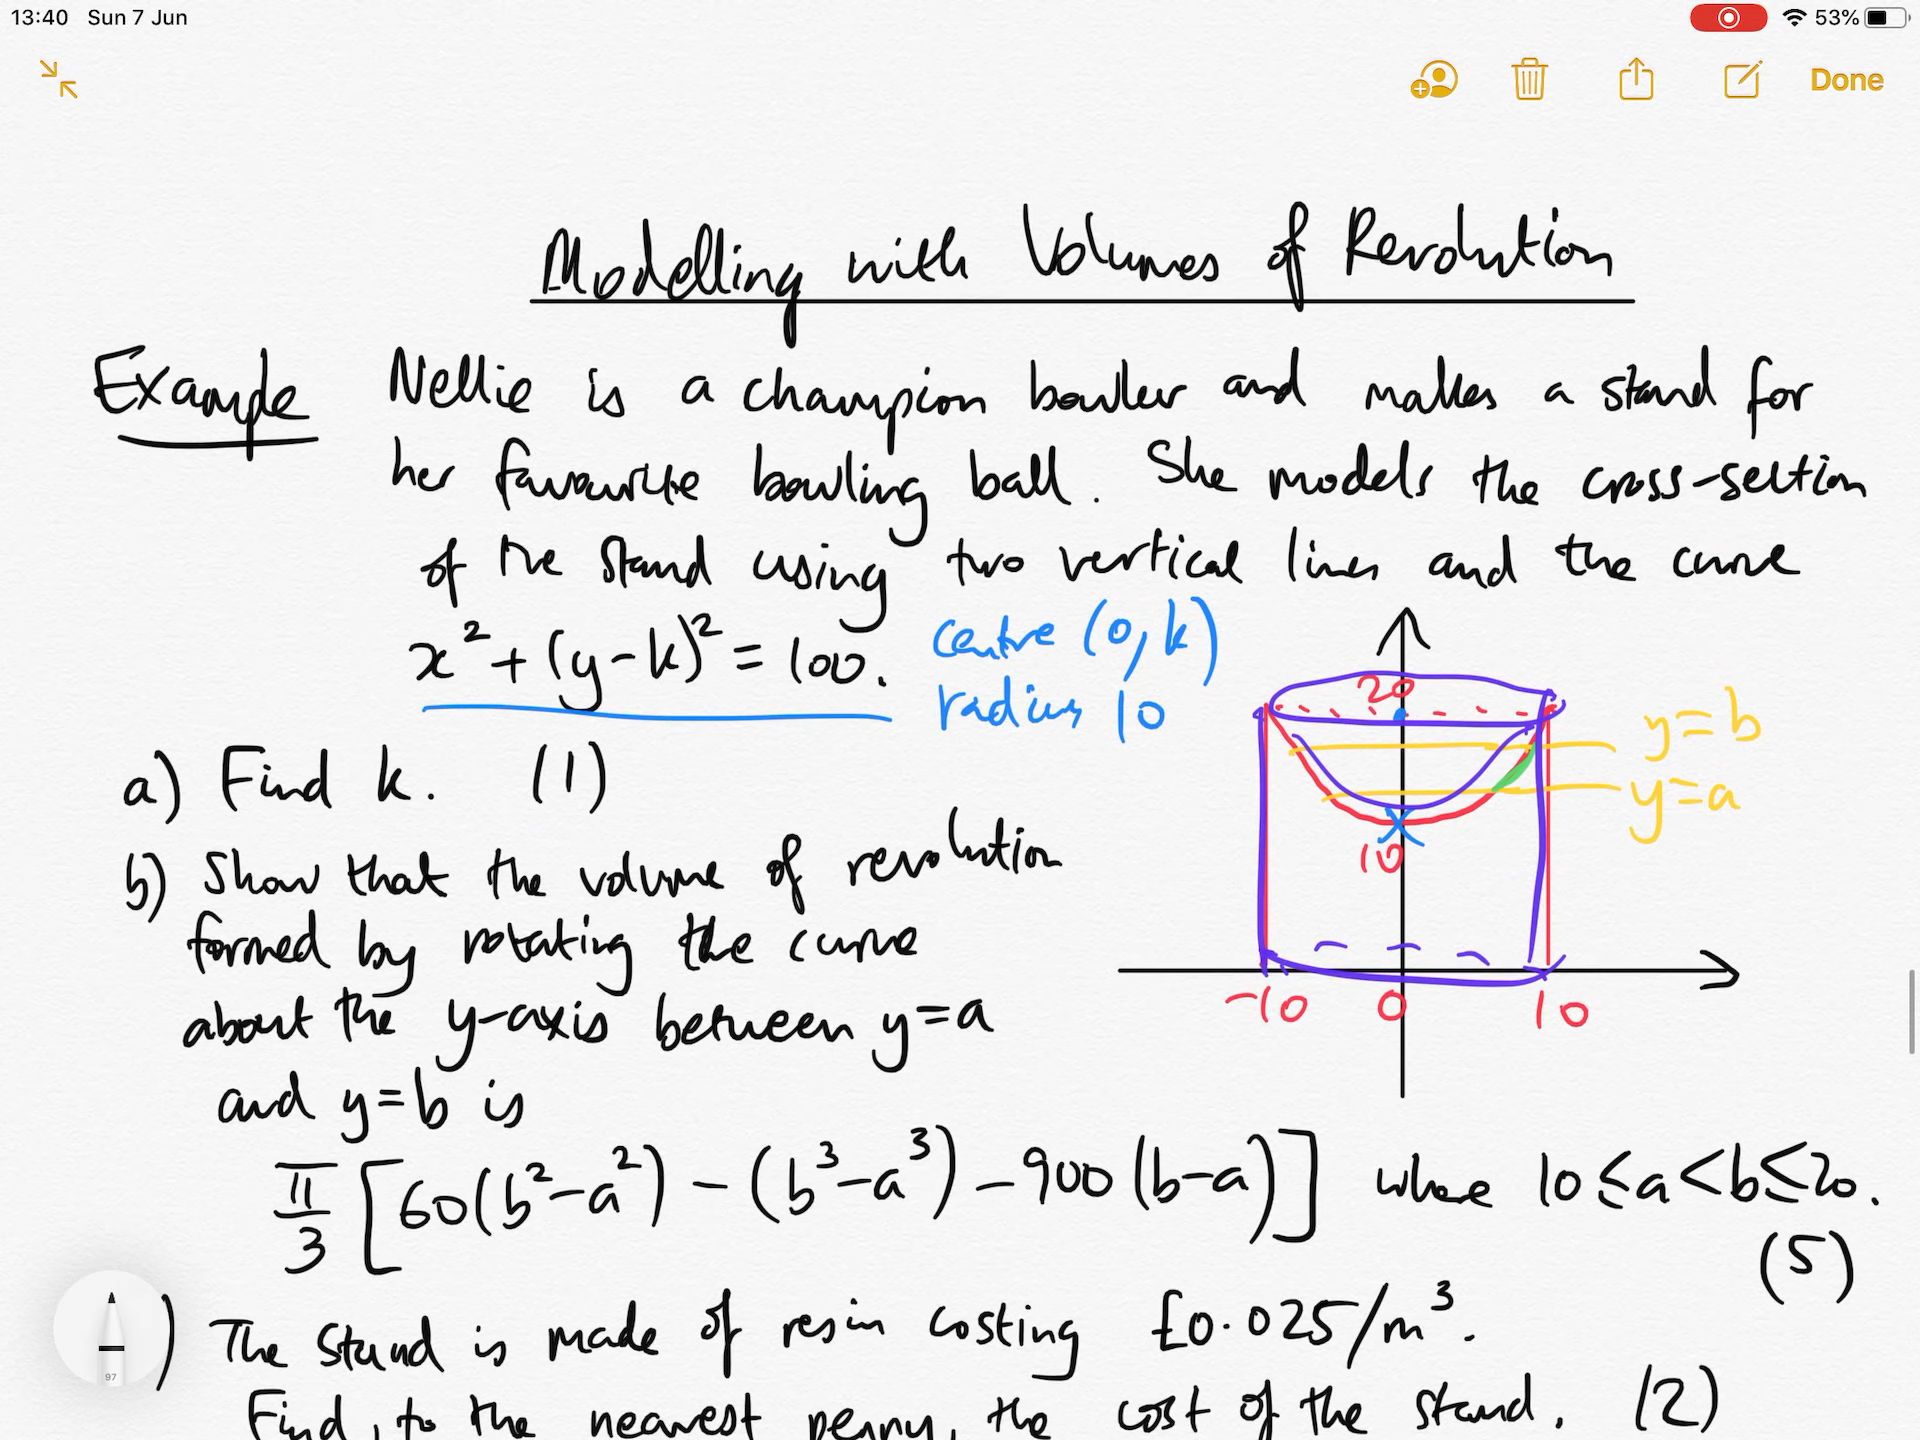 13:40 Sun 7 Jun 53%
Done
Modelling with Volumes of Revolution
Example Nellie is a champion bowler and makes a stand for
her favourite bowling ball. She models the cross-section
of the stand using two vertical lines and the curve
x² + (y-k)² = 100.
centre (0, k)
radius 10
20
y=b
y=a
10
-10 0 10
a) Find k. (1)
b) Show that the volume of revolution
formed by rotating the curve
about the y-axis between y=a
and y=b is
π/3 [60(b²-a²) - (b³-a³) - 900(b-a)] where 10≤a<b≤20.
(5)
) The stand is made of resin costing £0.025/m³.
Find, to the nearest penny, the cost of the stand. (2)
97